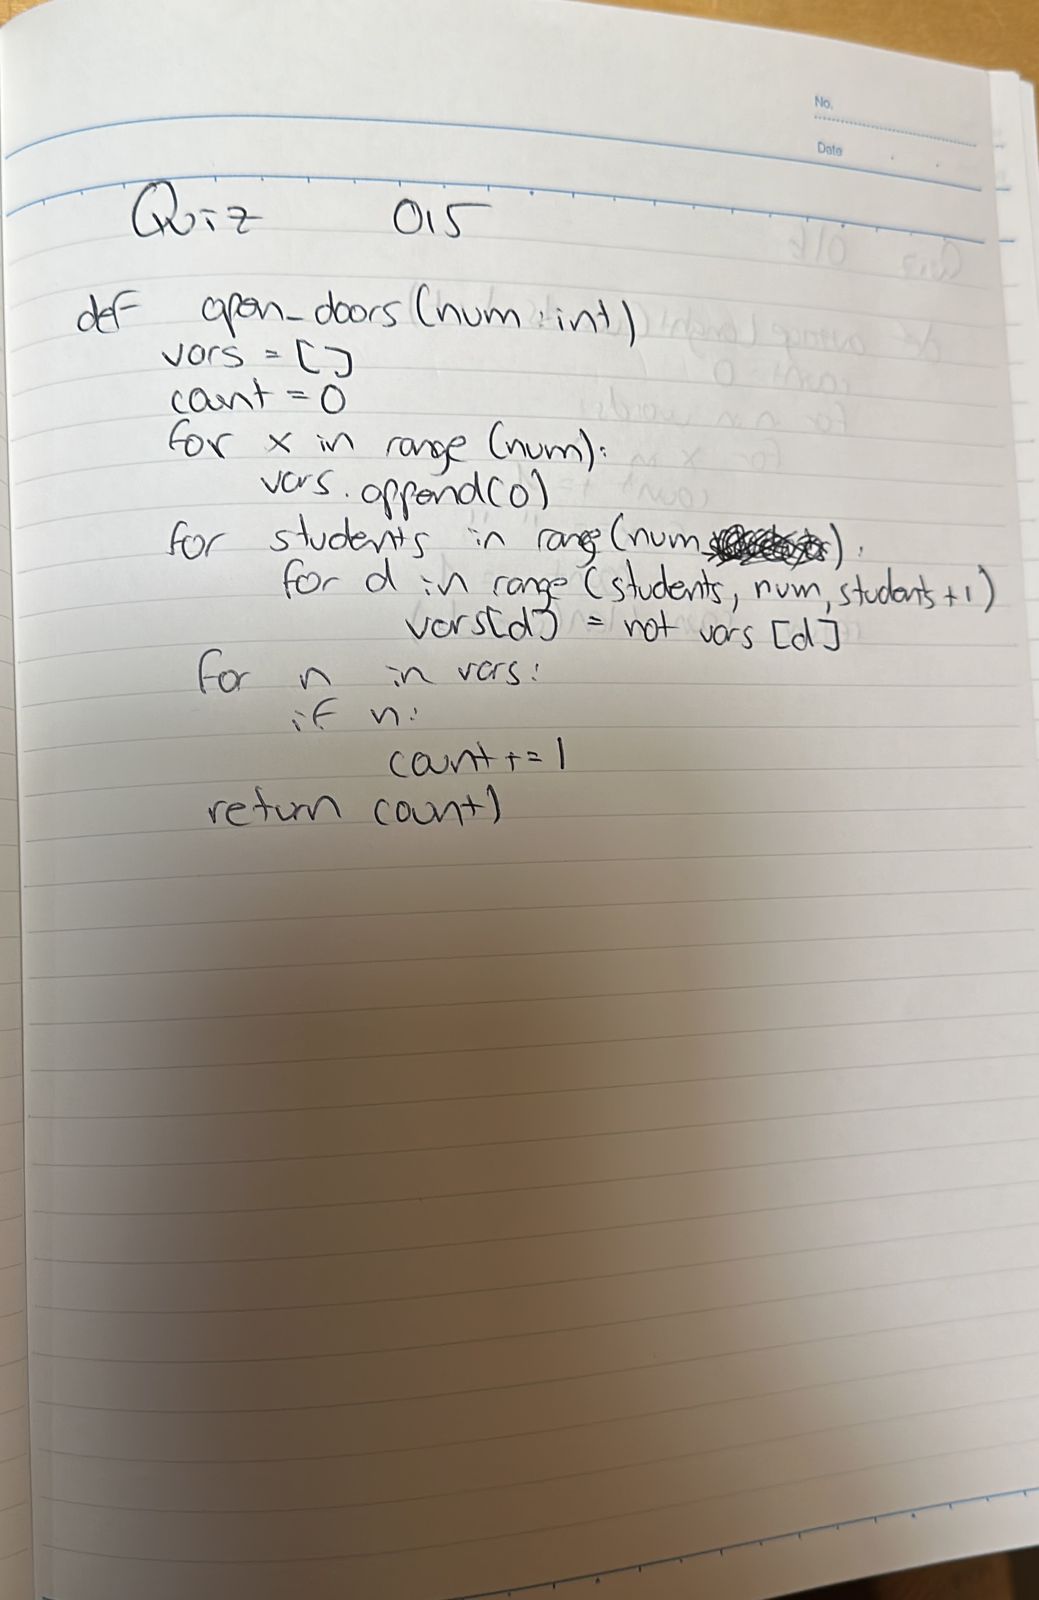 No.
Date
Quiz 015
def open_doors(num:int)
vars = []
count = 0
for x in range (num):
vars.append(0)
for students in range(num):
for d in range (students, num, students+1)
vars[d] = not vars [d]
for n in vars:
if n:
count += 1
return count)